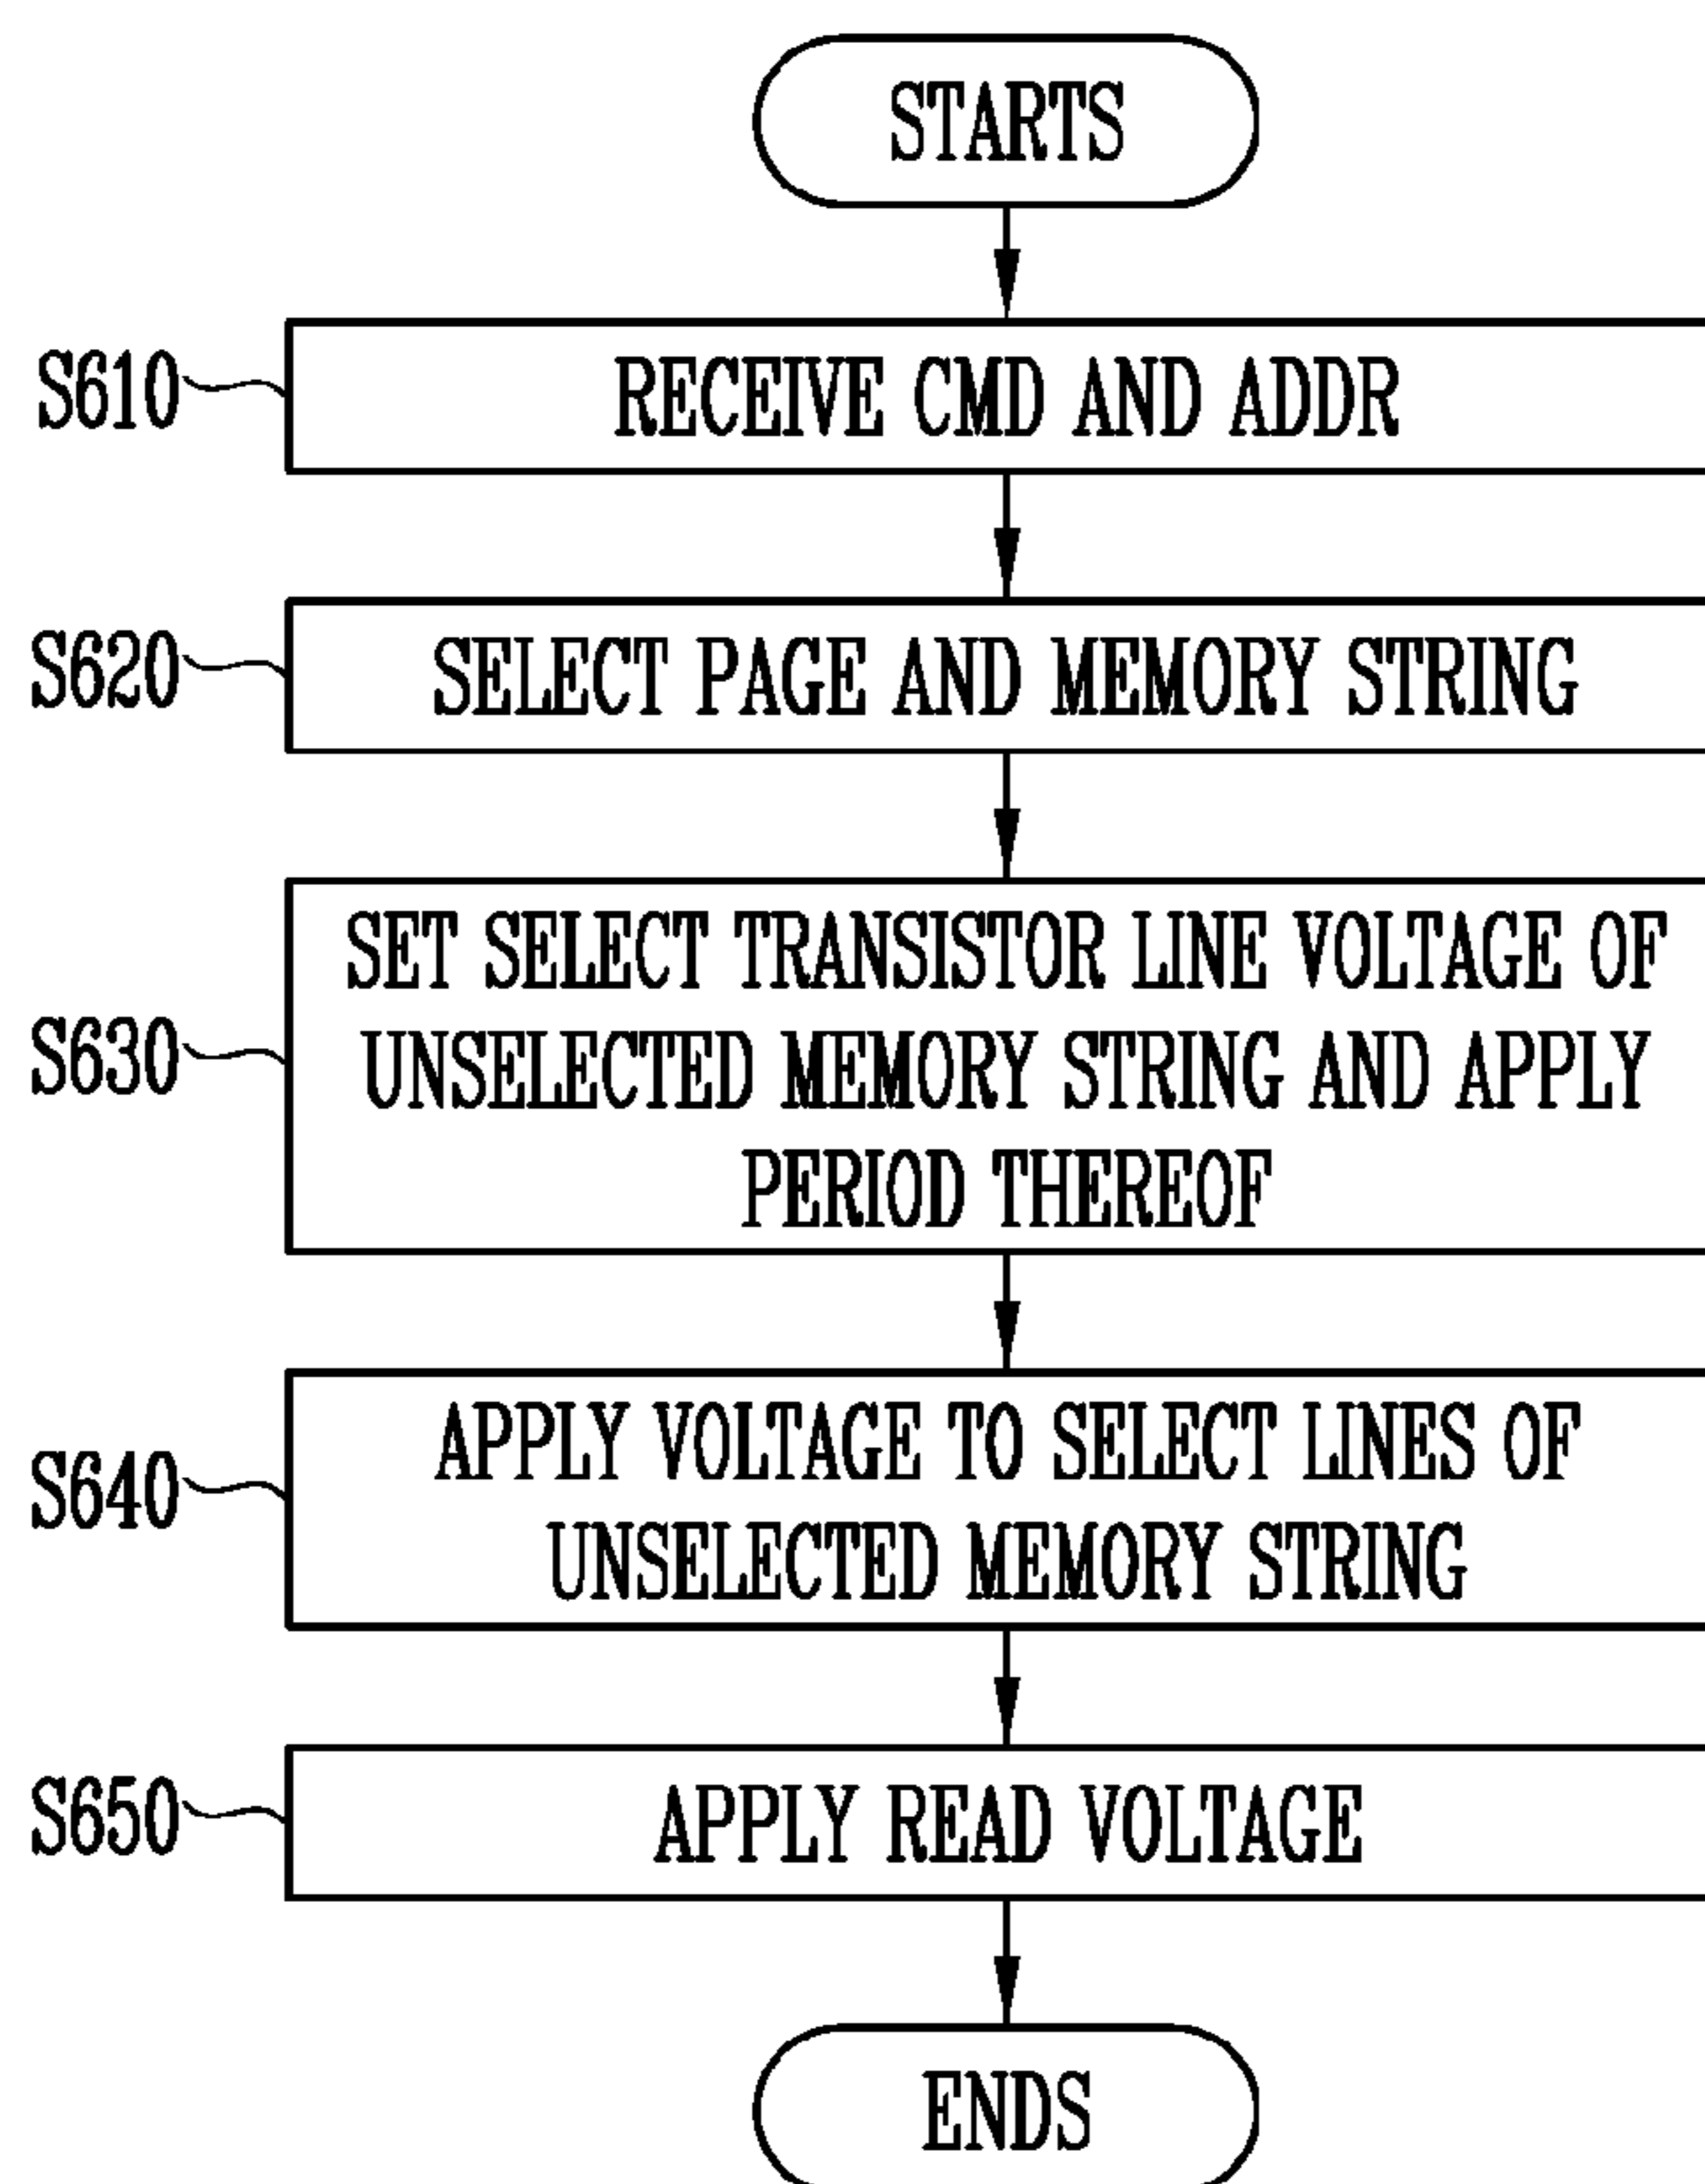 STARTS
S610
RECEIVE CMD AND ADDR
S620
SELECT PAGE AND MEMORY STRING
S630
SET SELECT TRANSISTOR LINE VOLTAGE OF
UNSELECTED MEMORY STRING AND APPLY
PERIOD THEREOF
S640
APPLY VOLTAGE TO SELECT LINES OF
UNSELECTED MEMORY STRING
S650
APPLY READ VOLTAGE
ENDS